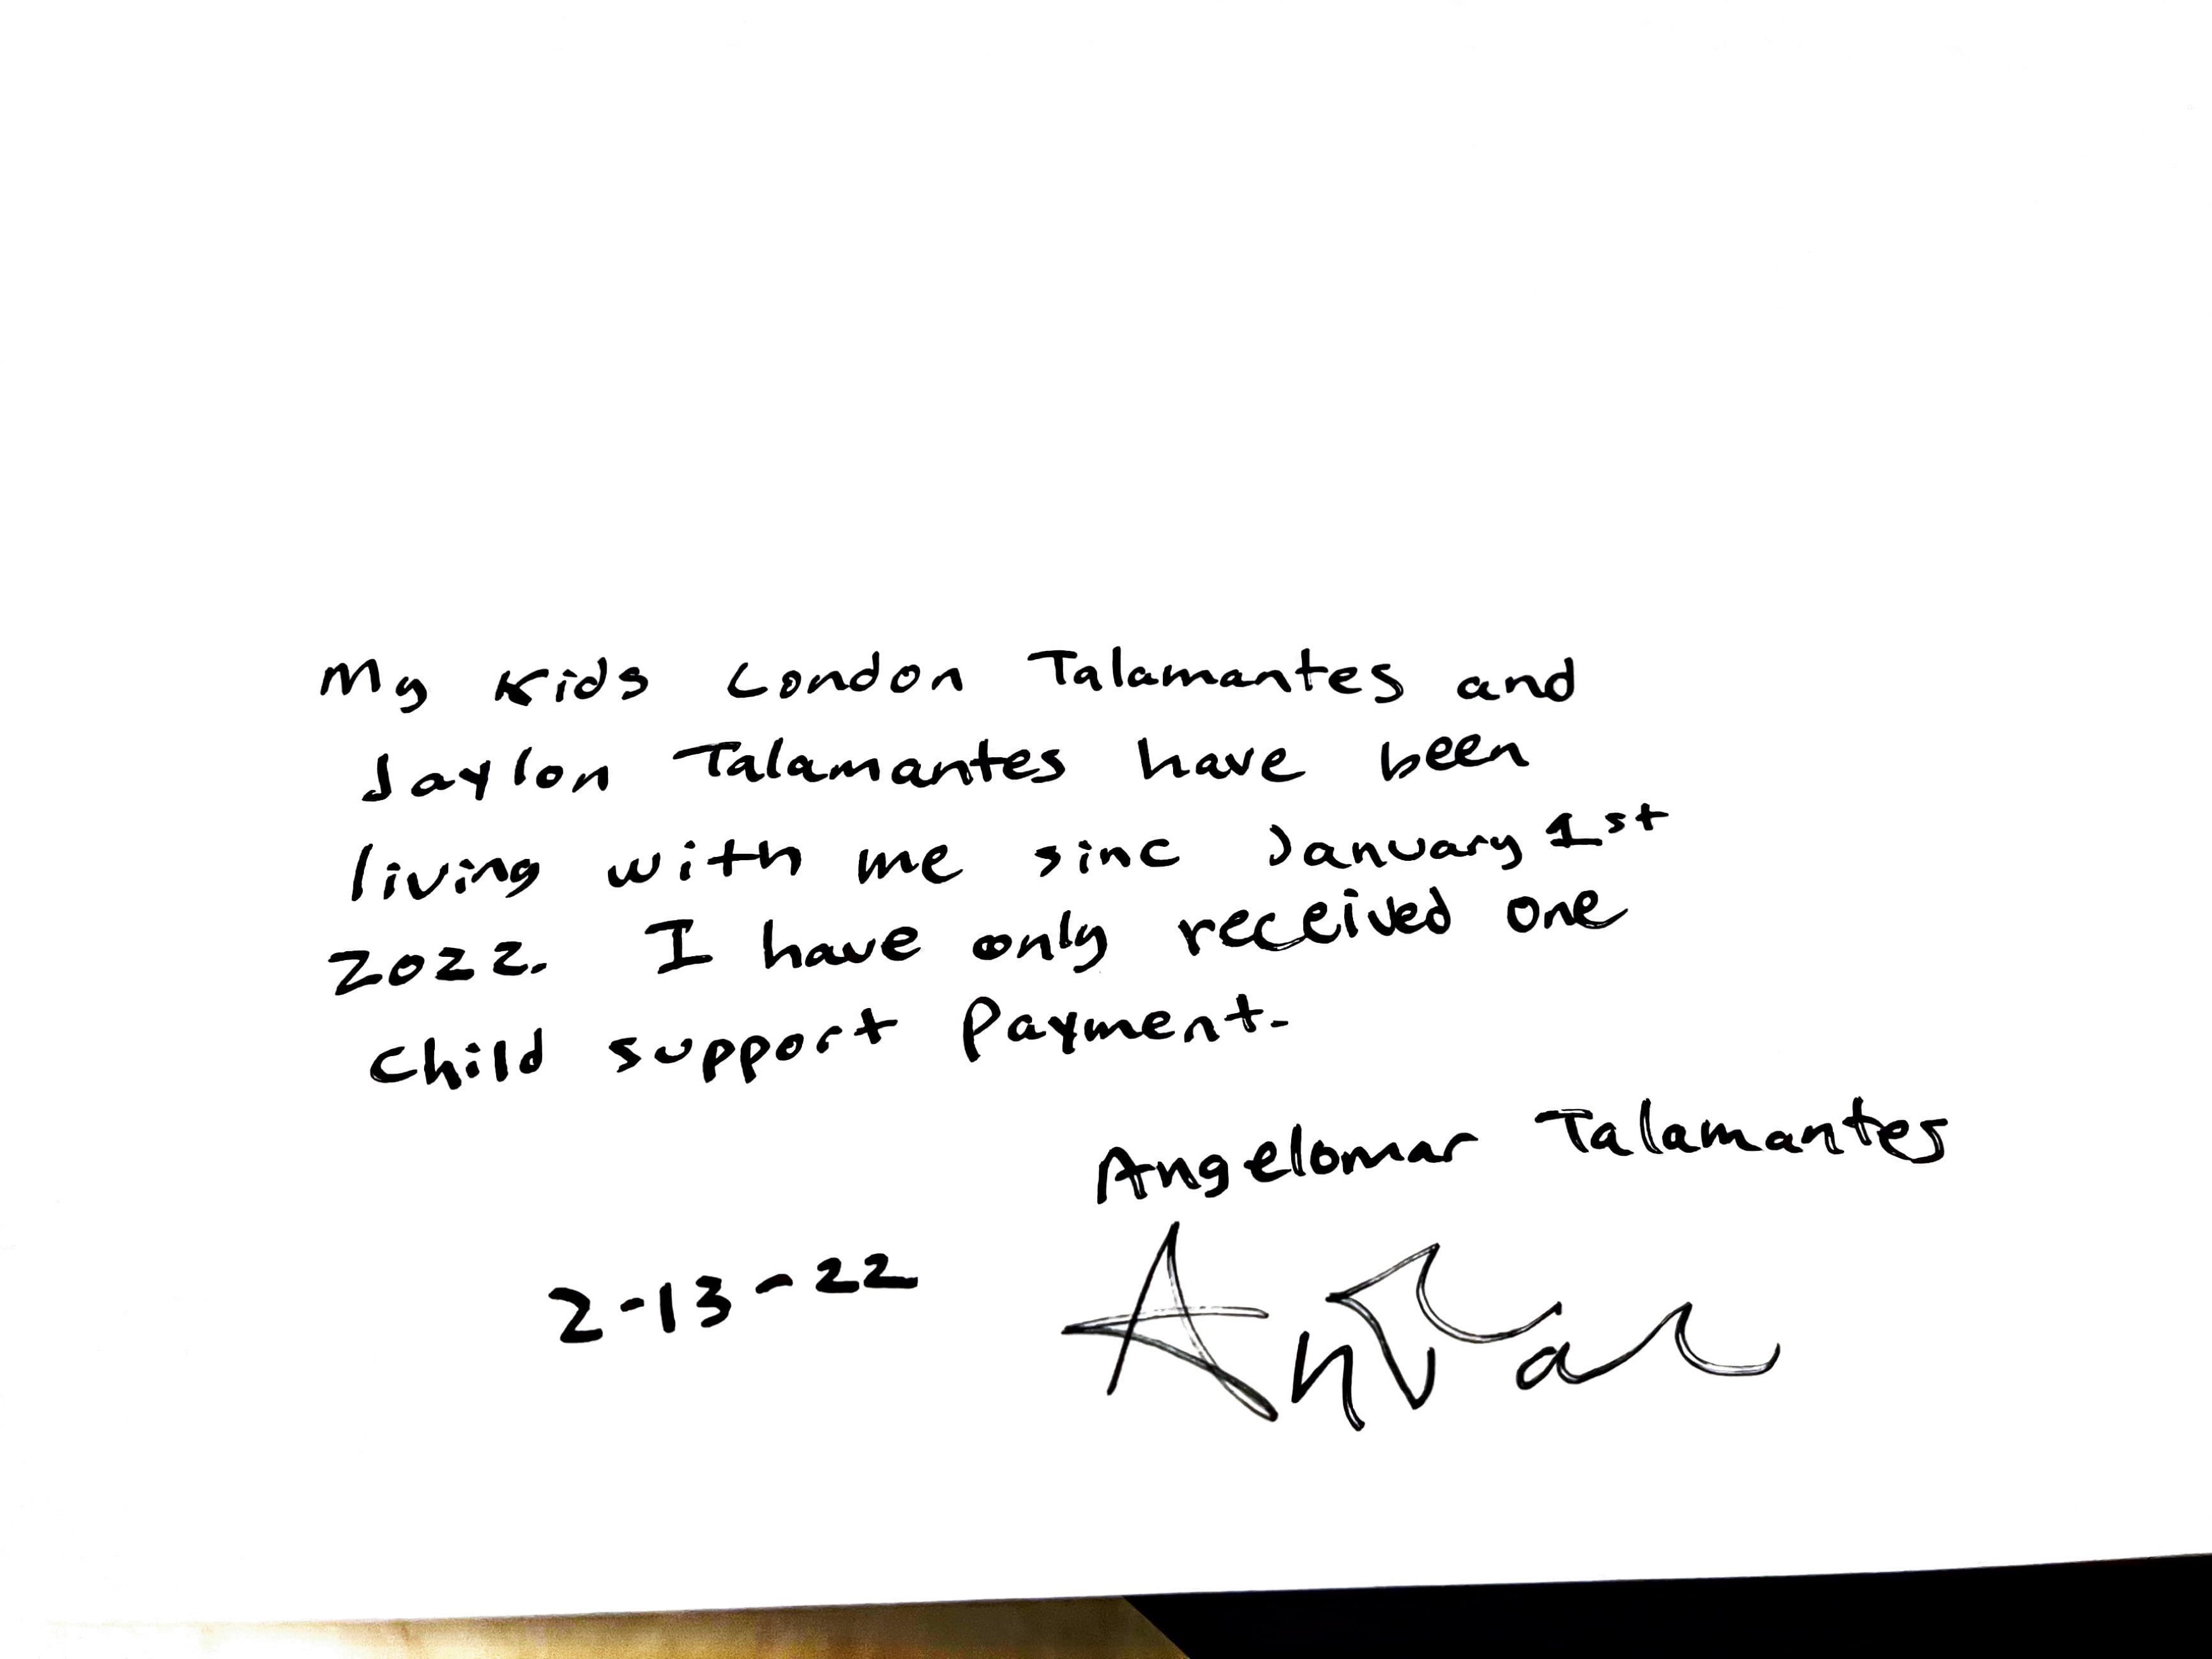 My Kids London Talamantes and
Jaylon Talamantes have been
living with me sinc January 1st
2022. I have only received one
Child support Payment.
Angelomar Talamantes
2-13-22